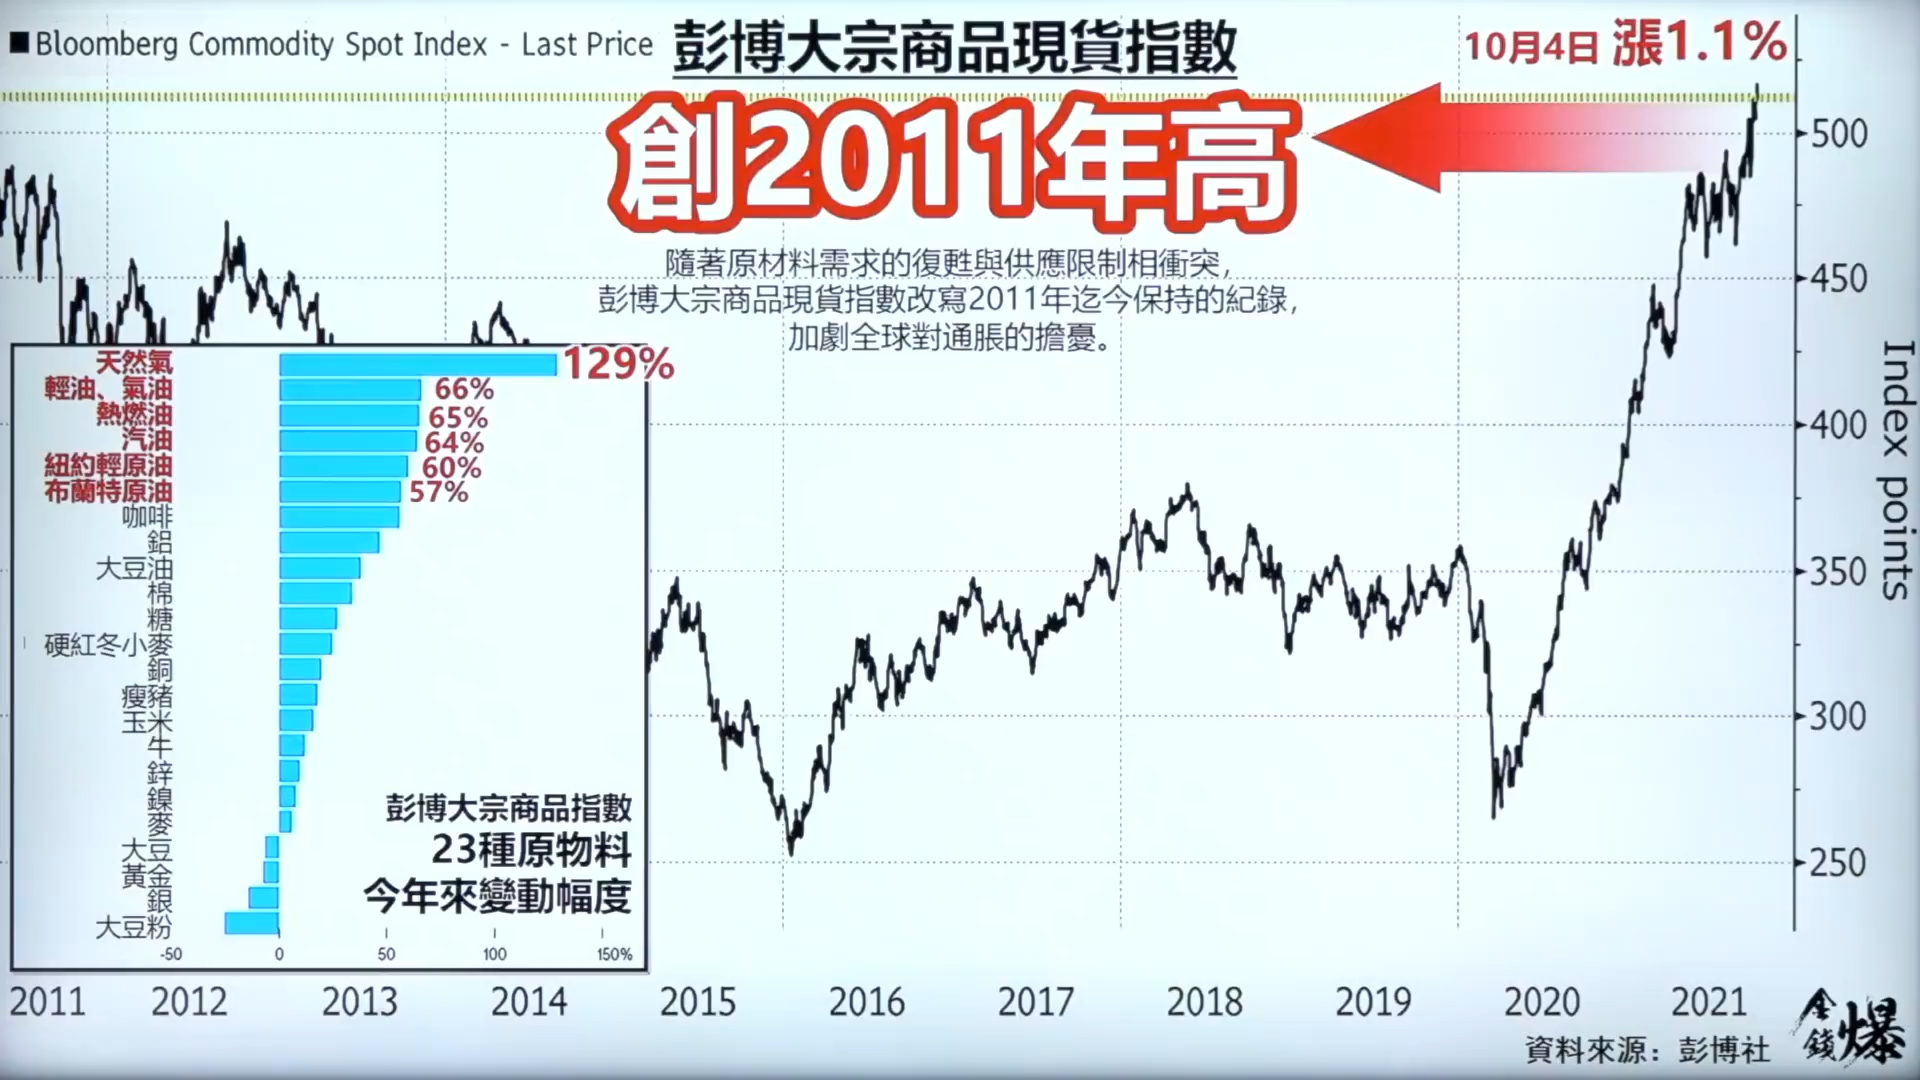 ■Bloomberg Commodity Spot Index - Last Price
彭博大宗商品現貨指數
10月4日 漲1.1%
創2011年高
隨著原材料需求的復甦與供應限制相衝突，
彭博大宗商品現貨指數改寫2011年迄今保持的紀錄，
加劇全球對通脹的擔憂。
天然氣 129%
輕油、氣油 66%
熱燃油 65%
汽油 64%
紐約輕原油 60%
布蘭特原油 57%
咖啡
鋁
大豆油
棉
糖
硬紅冬小麥
銅
瘦豬
玉米
牛
鋅
鎳
麥
大豆
黃金
銀
大豆粉
-50 0 50 100 150%
彭博大宗商品指數
23種原物料
今年來變動幅度
500
450
400
350
300
250
Index points
2011 2012 2013 2014 2015 2016 2017 2018 2019 2020 2021
資料來源：彭博社
金錢爆